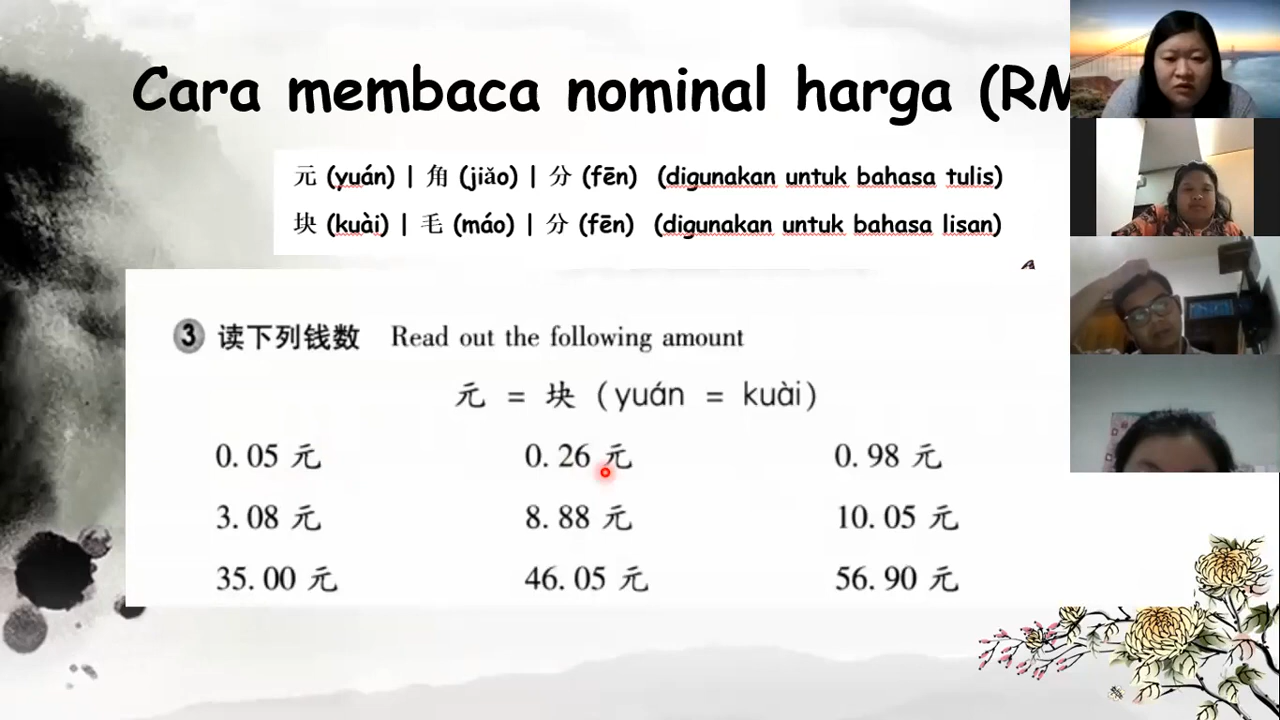 Cara membaca nominal harga (RM
元 (yuán) | 角 (jiǎo) | 分 (fēn) (digunakan untuk bahasa tulis)
块 (kuài) | 毛 (máo) | 分 (fēn) (digunakan untuk bahasa lisan)
3 读下列钱数 Read out the following amount
元 = 块 (yuán = kuài)
0.05 元 0.26 元 0.98 元
3.08 元 8.88 元 10.05 元
35.00 元 46.05 元 56.90 元